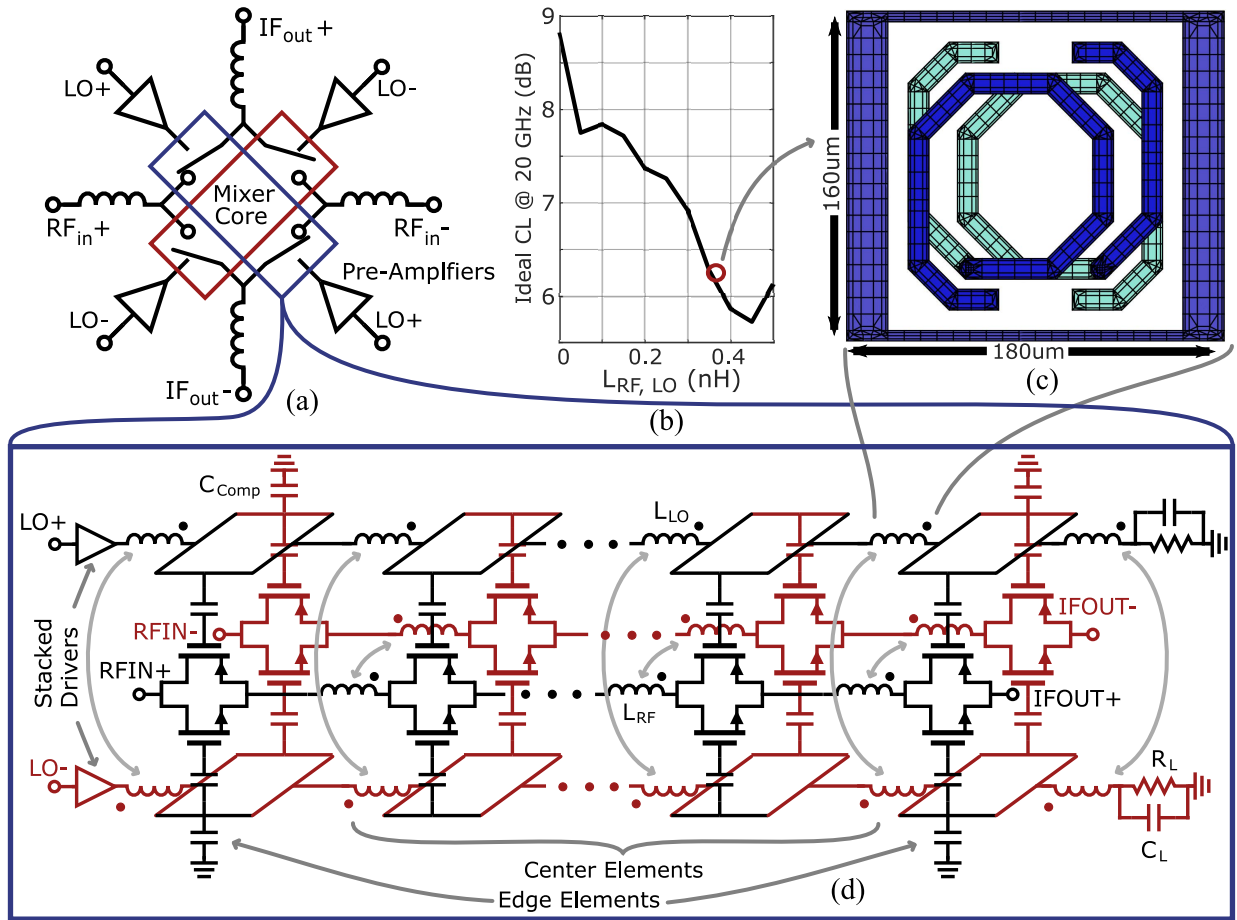 IFout+
LO+
LO-
Mixer
Core
RFin+
RFin-
Pre-Amplfiers
LO-
LO+
IFout-
(a)
Ideal CL @ 20 GHz (dB)
9
8
7
6
0
0.2
0.4
LRF, LO (nH)
(b)
160um
180um
(c)
CComp
LO+
LLO
RFIN-
IFOUT-
Stacked
Drivers
RFIN+
LRF
IFOUT+
LO-
RL
CL
Center Elements
Edge Elements
(d)